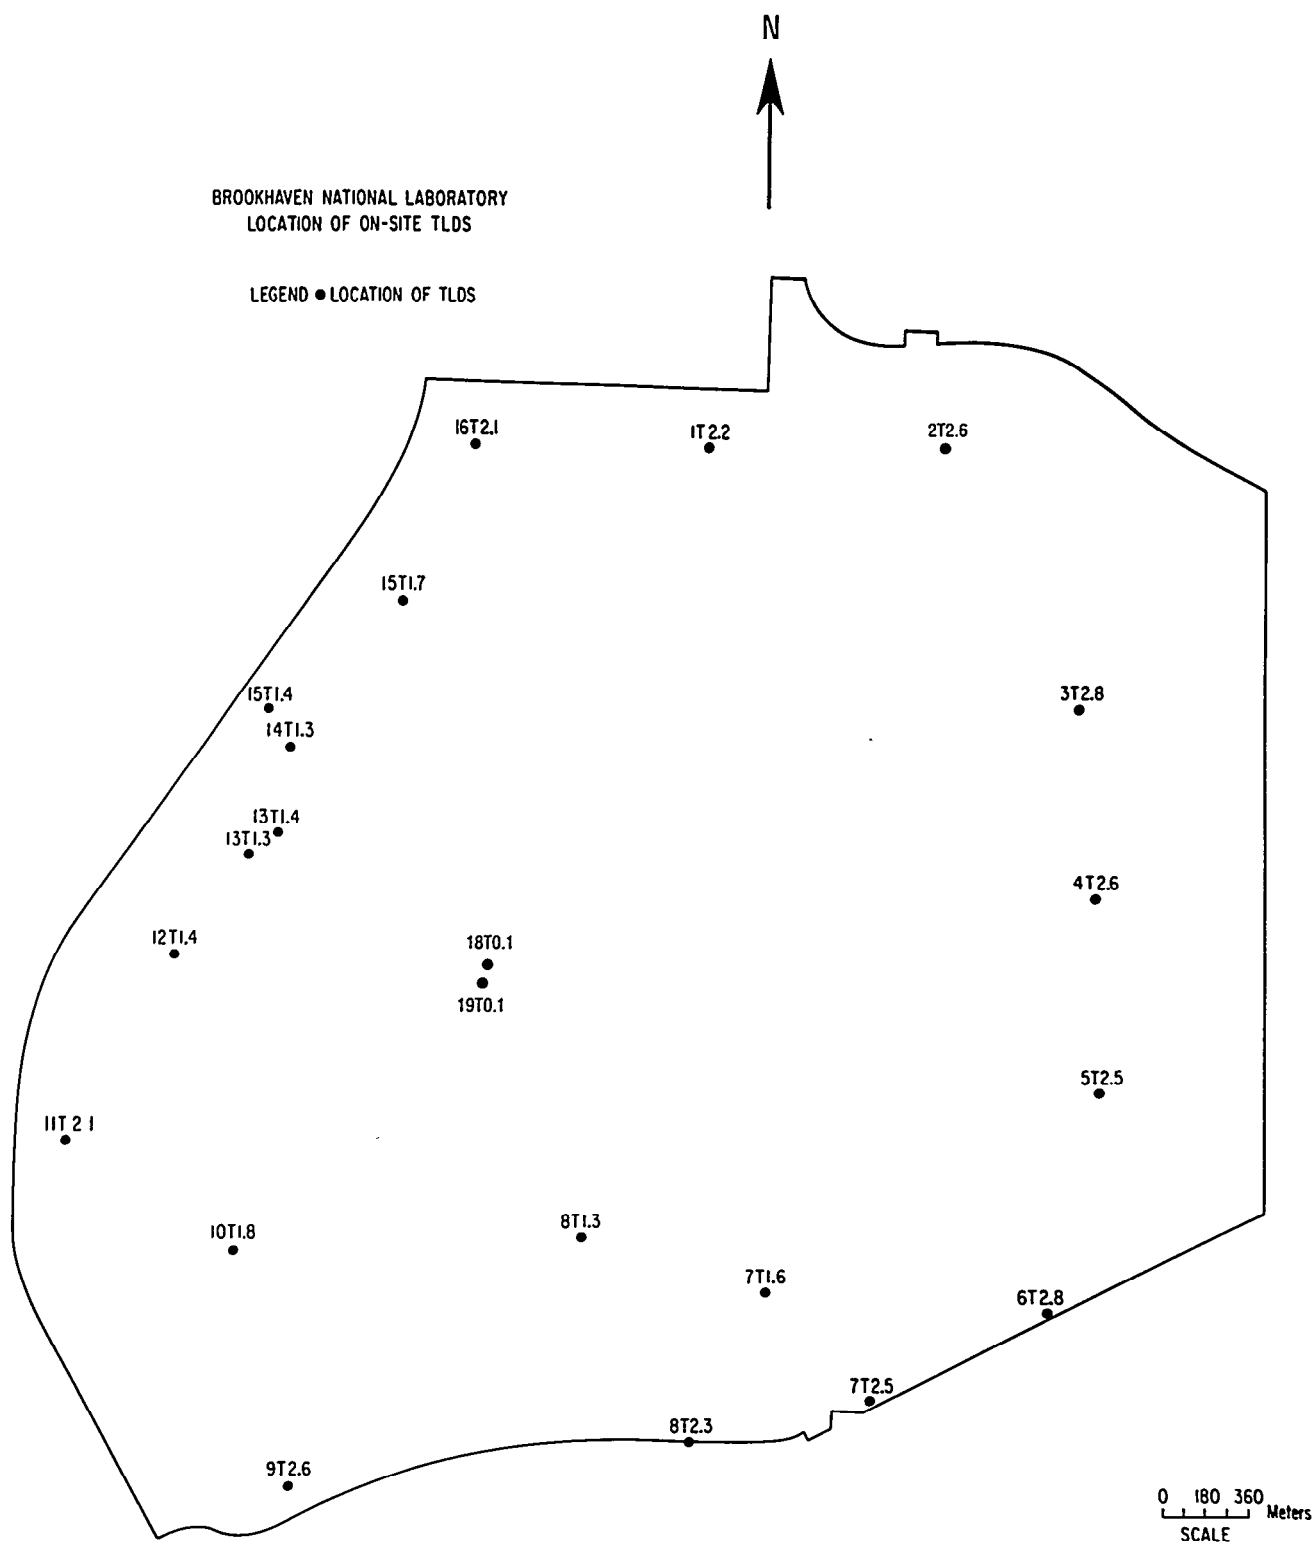 N
BROOKHAVEN NATIONAL LABORATORY
LOCATION OF ON-SITE TLDS
LEGEND ● LOCATION OF TLDS
16T2.1
1T2.2
2T2.6
15T1.7
15T1.4
3T2.8
14T1.3
13T1.4
13T1.3
4T2.6
12T1.4
18T0.1
19T0.1
5T2.5
11T 2 1
10T1.8
8T1.3
7T1.6
6T2.8
7T2.5
8T2.3
9T2.6
0 180 360 Meters
SCALE